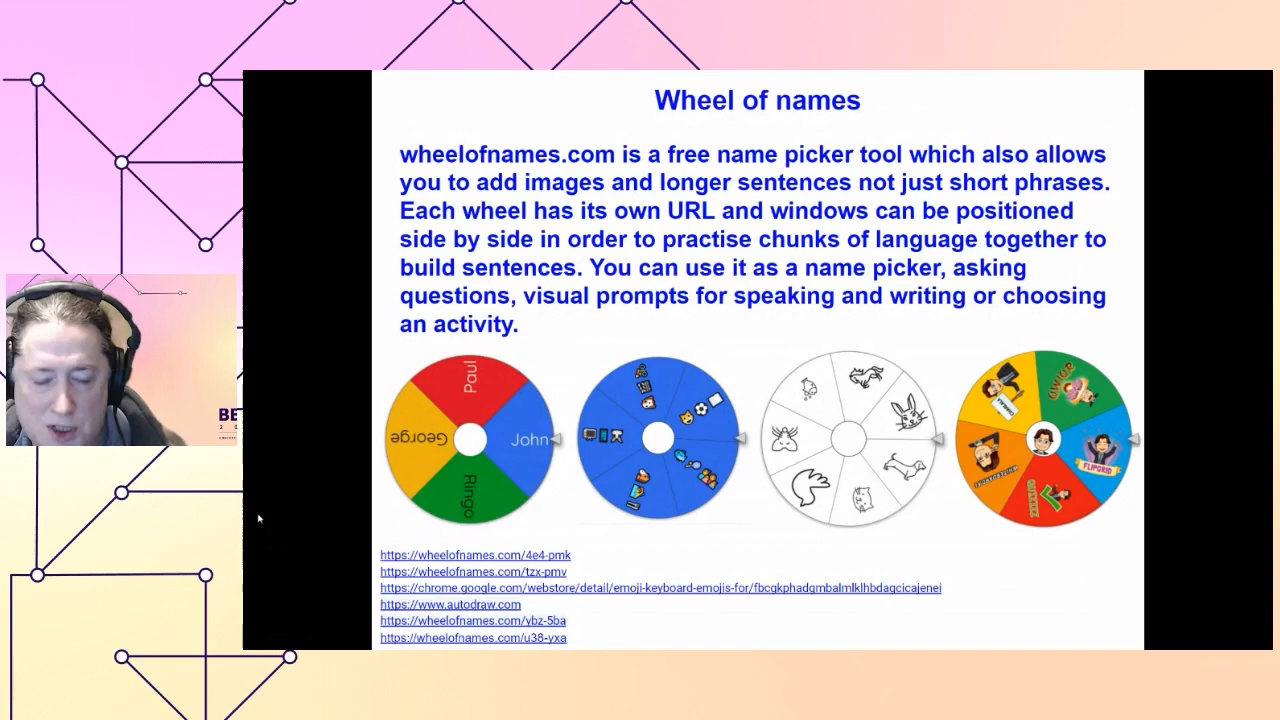 Wheel of names
wheelofnames.com is a free name picker tool which also allows
you to add images and longer sentences not just short phrases.
Each wheel has its own URL and windows can be positioned
side by side in order to practise chunks of language together to
build sentences. You can use it as a name picker, asking
questions, visual prompts for speaking and writing or choosing
an activity.
Paul
George
John
Ringo
FLIPGRID
BE
https://wheelofnames.com/4e4-pmk
https://wheelofnames.com/tzx-pmv
https://chrome.google.com/webstore/detail/emoji-keyboard-emojis-for/fbcgkphadgmbalmlklhbdagcicajenei
https://www.autodraw.com
https://wheelofnames.com/ybz-5ba
https://wheelofnames.com/u38-yxa